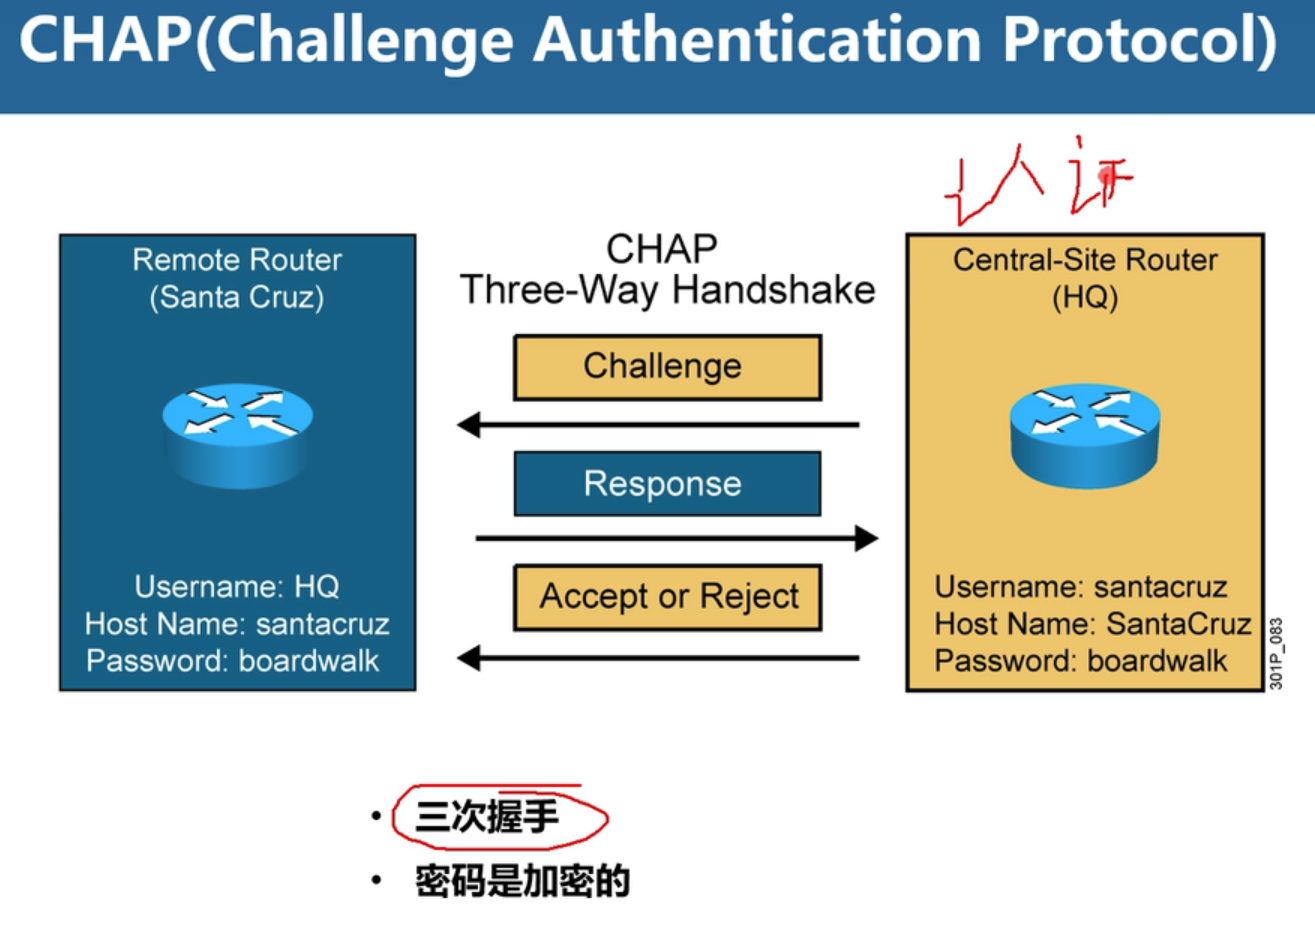 CHAP(Challenge Authentication Protocol)
认证
Remote Router
(Santa Cruz)
Username: HQ
Host Name: santacruz
Password: boardwalk
CHAP
Three-Way Handshake
Challenge
Response
Accept or Reject
Central-Site Router
(HQ)
Username: santacruz
Host Name: SantaCruz
Password: boardwalk
301P_083
• 三次握手
• 密码是加密的